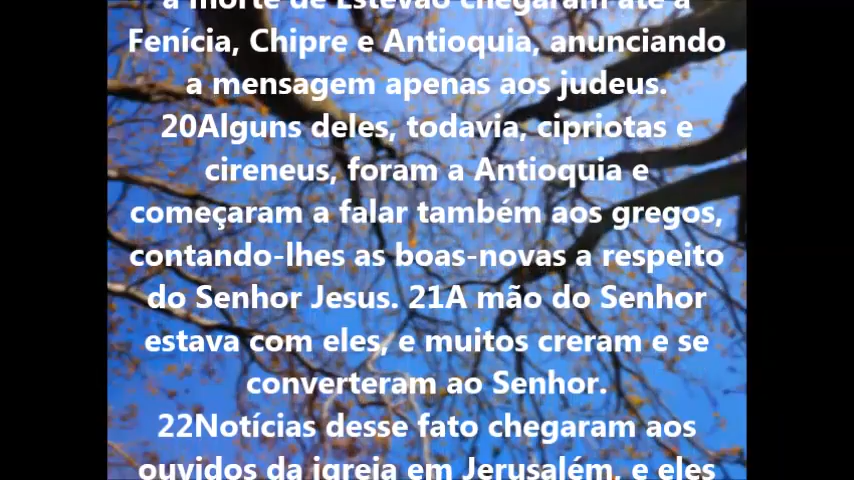 a morte de Estêvão chegaram até a
Fenícia, Chipre e Antioquia, anunciando
a mensagem apenas aos judeus.
20Alguns deles, todavia, cipriotas e
cireneus, foram a Antioquia e
começaram a falar também aos gregos,
contando-lhes as boas-novas a respeito
do Senhor Jesus. 21A mão do Senhor
estava com eles, e muitos creram e se
converteram ao Senhor.
22Notícias desse fato chegaram aos
ouvidos da igreja em Jerusalém, e eles